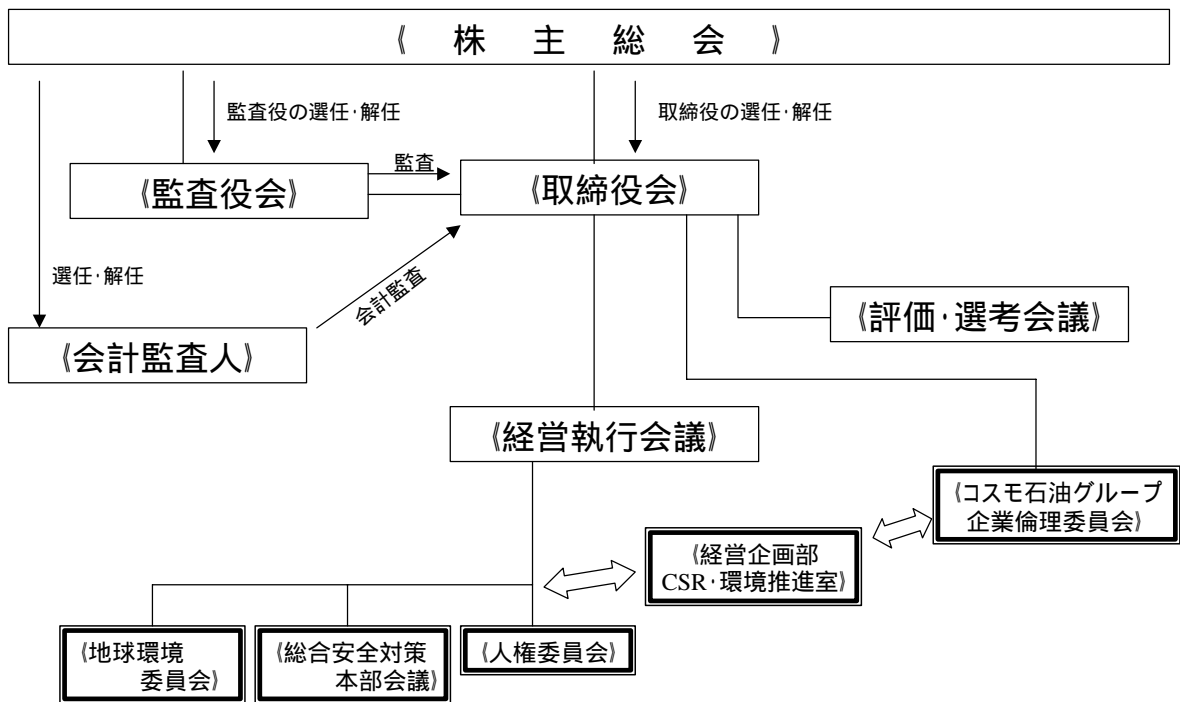 《 株 主 総 会 》
監査役の選任・解任
取締役の選任・解任
監査
《監査役会》
《取締役会》
選任・解任
会計監査
《評価・選考会議》
《会計監査人》
《経営執行会議》
《コスモ石油グループ
企業倫理委員会》
《経営企画部
CSR・環境推進室》
《地球環境
委員会》
《総合安全対策
本部会議》
《人権委員会》